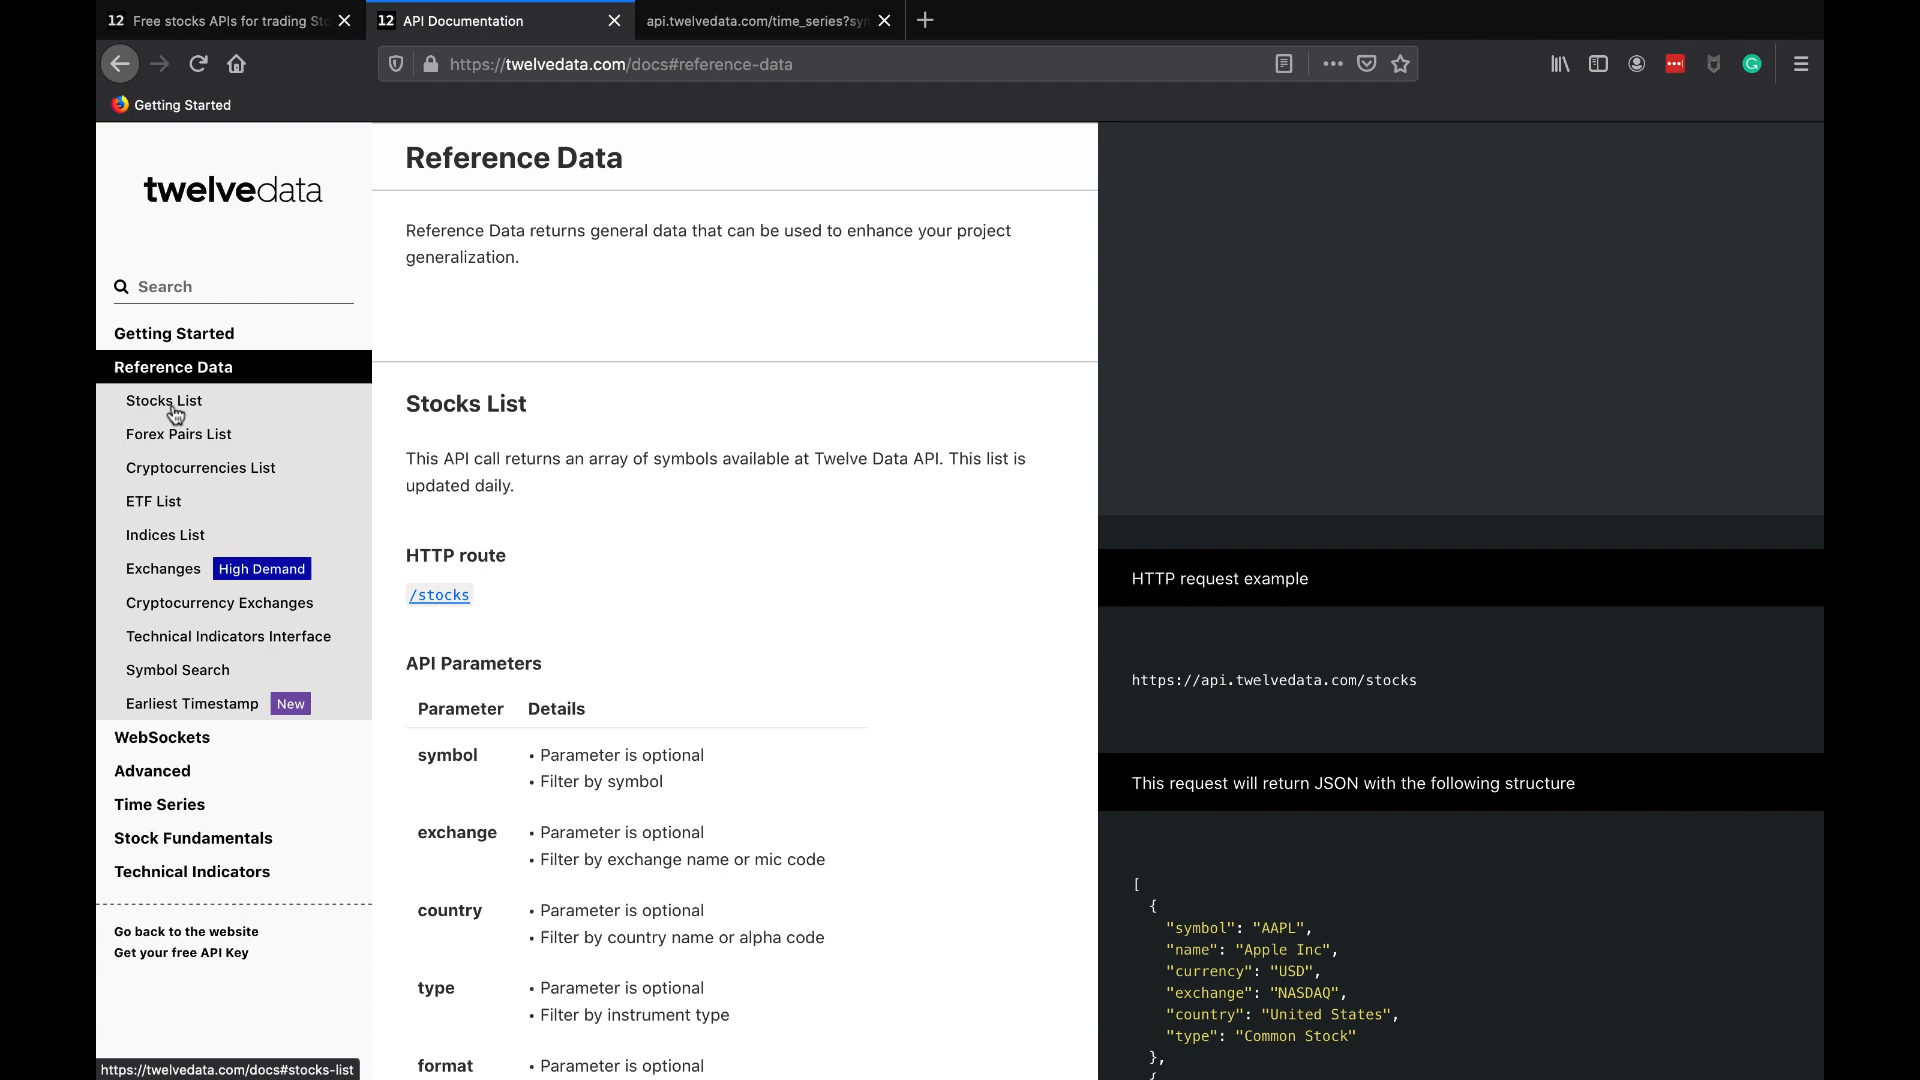 12 Free stocks APIs for trading Sto
12 API Documentation
api.twelvedata.com/time_series?sym
https://twelvedata.com/docs#reference-data
Getting Started
twelvedata
Search
Getting Started
Reference Data
Stocks List
Forex Pairs List
Cryptocurrencies List
ETF List
Indices List
Exchanges High Demand
Cryptocurrency Exchanges
Technical Indicators Interface
Symbol Search
Earliest Timestamp New
WebSockets
Advanced
Time Series
Stock Fundamentals
Technical Indicators
Go back to the website
Get your free API Key
https://twelvedata.com/docs#stocks-list
Reference Data
Reference Data returns general data that can be used to enhance your project
generalization.
Stocks List
This API call returns an array of symbols available at Twelve Data API. This list is
updated daily.
HTTP route
/stocks
API Parameters
Parameter Details
symbol • Parameter is optional
• Filter by symbol
exchange • Parameter is optional
• Filter by exchange name or mic code
country • Parameter is optional
• Filter by country name or alpha code
type • Parameter is optional
• Filter by instrument type
format • Parameter is optional
HTTP request example
https://api.twelvedata.com/stocks
This request will return JSON with the following structure
[
{
"symbol": "AAPL",
"name": "Apple Inc",
"currency": "USD",
"exchange": "NASDAQ",
"country": "United States",
"type": "Common Stock"
},
{